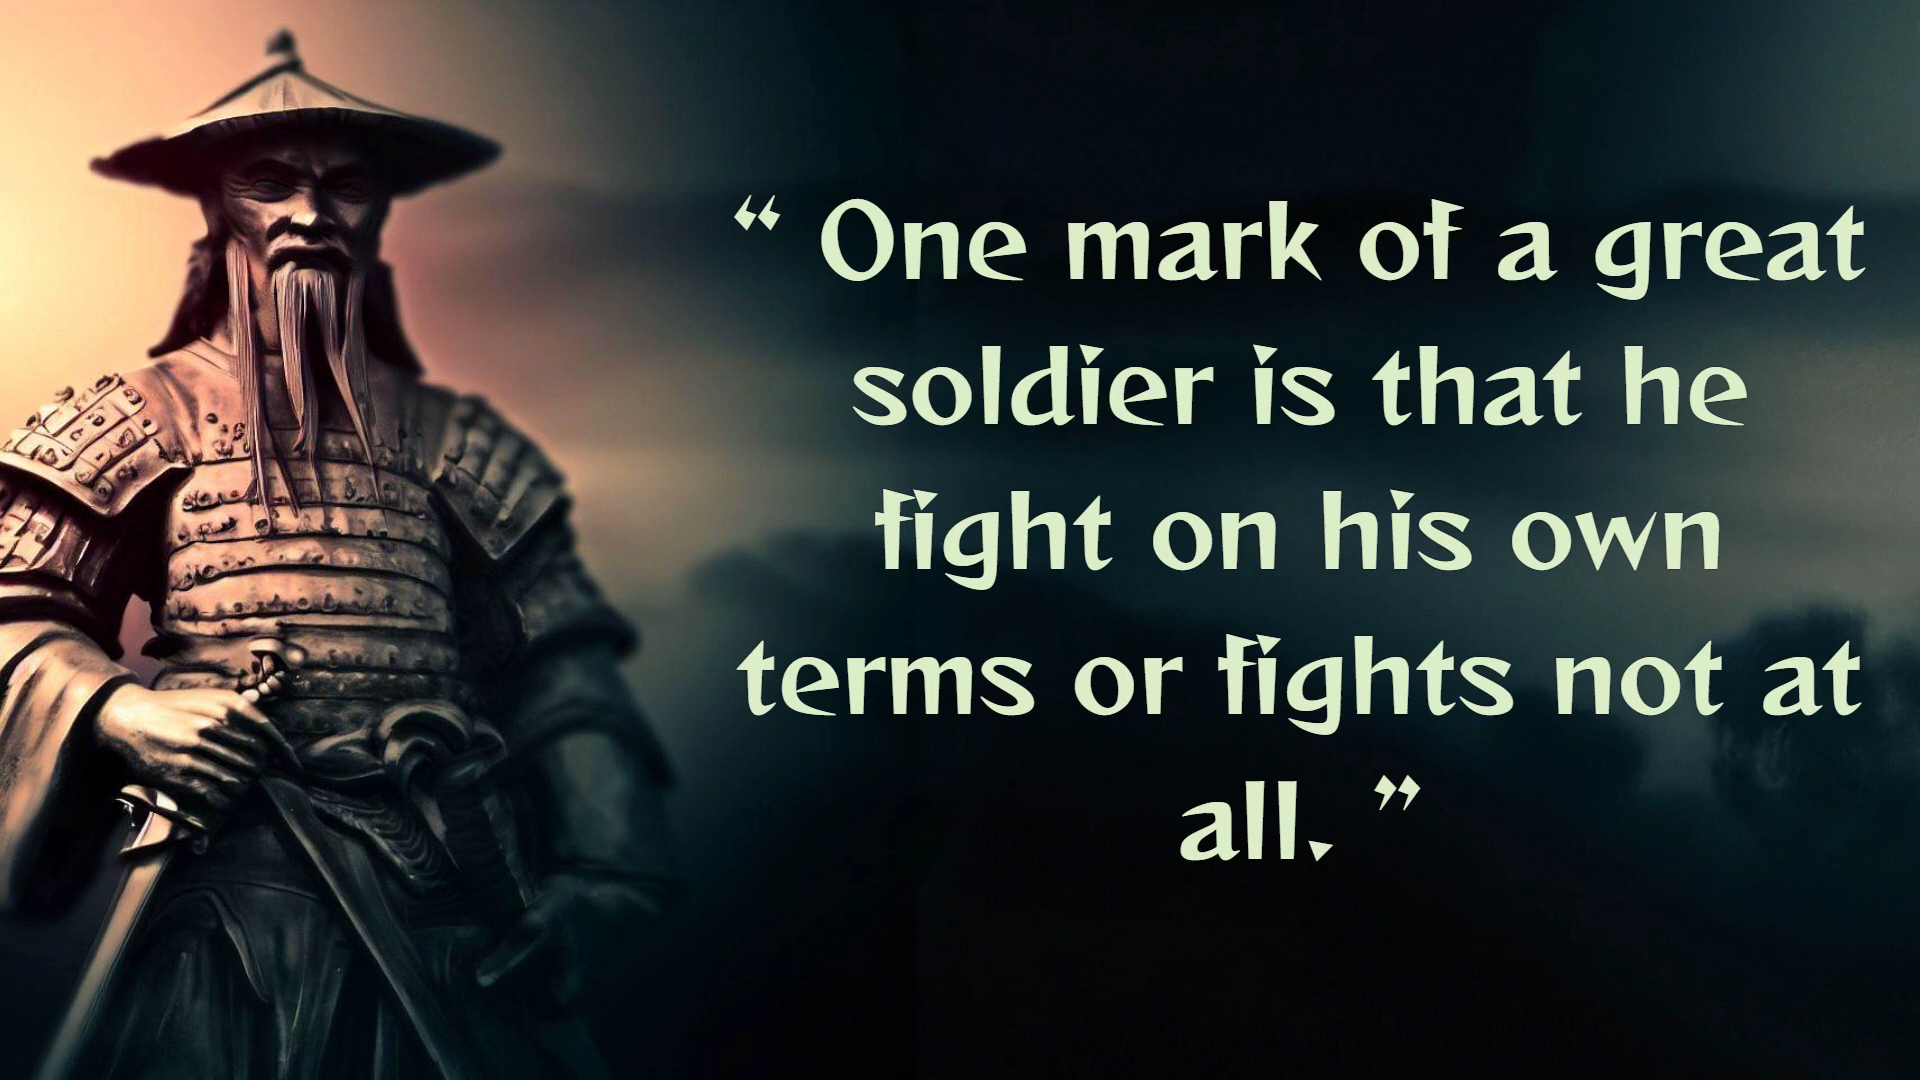 “ One mark of a great
soldier is that he
fight on his own
terms or fights not at
all. ”